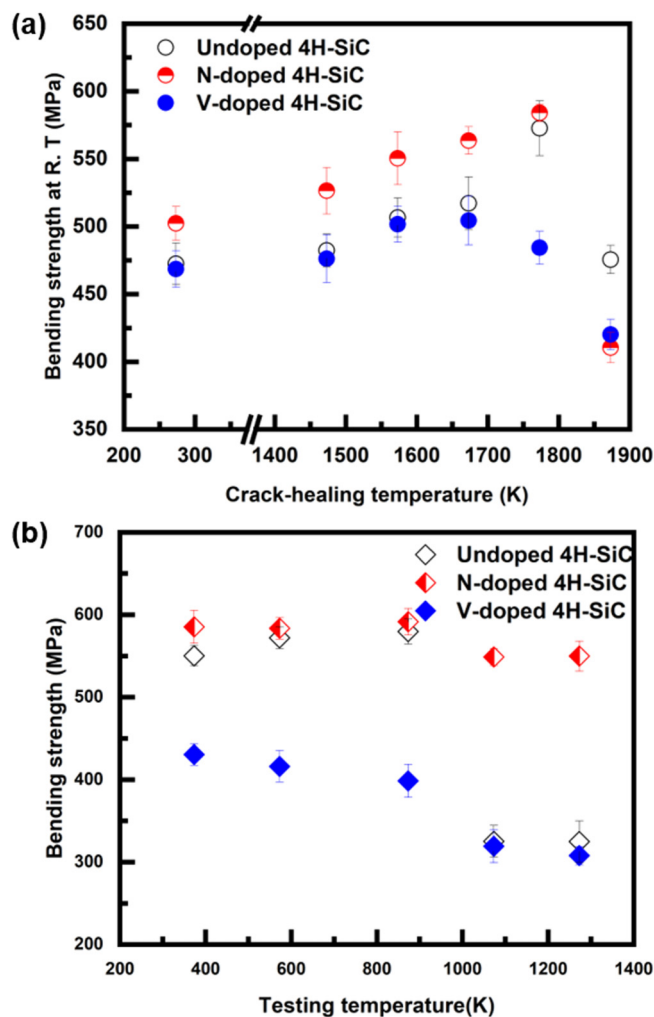 (a)
650
600
550
500
450
400
350
Bending strength at R. T (MPa)
Undoped 4H-SiC
N-doped 4H-SiC
V-doped 4H-SiC
200 300 1400 1500 1600 1700 1800 1900
Crack-healing temperature (K)
(b)
700
600
500
400
300
200
Bending strength (MPa)
Undoped 4H-SiC
N-doped 4H-SiC
V-doped 4H-SiC
200 400 600 800 1000 1200 1400
Testing temperature(K)